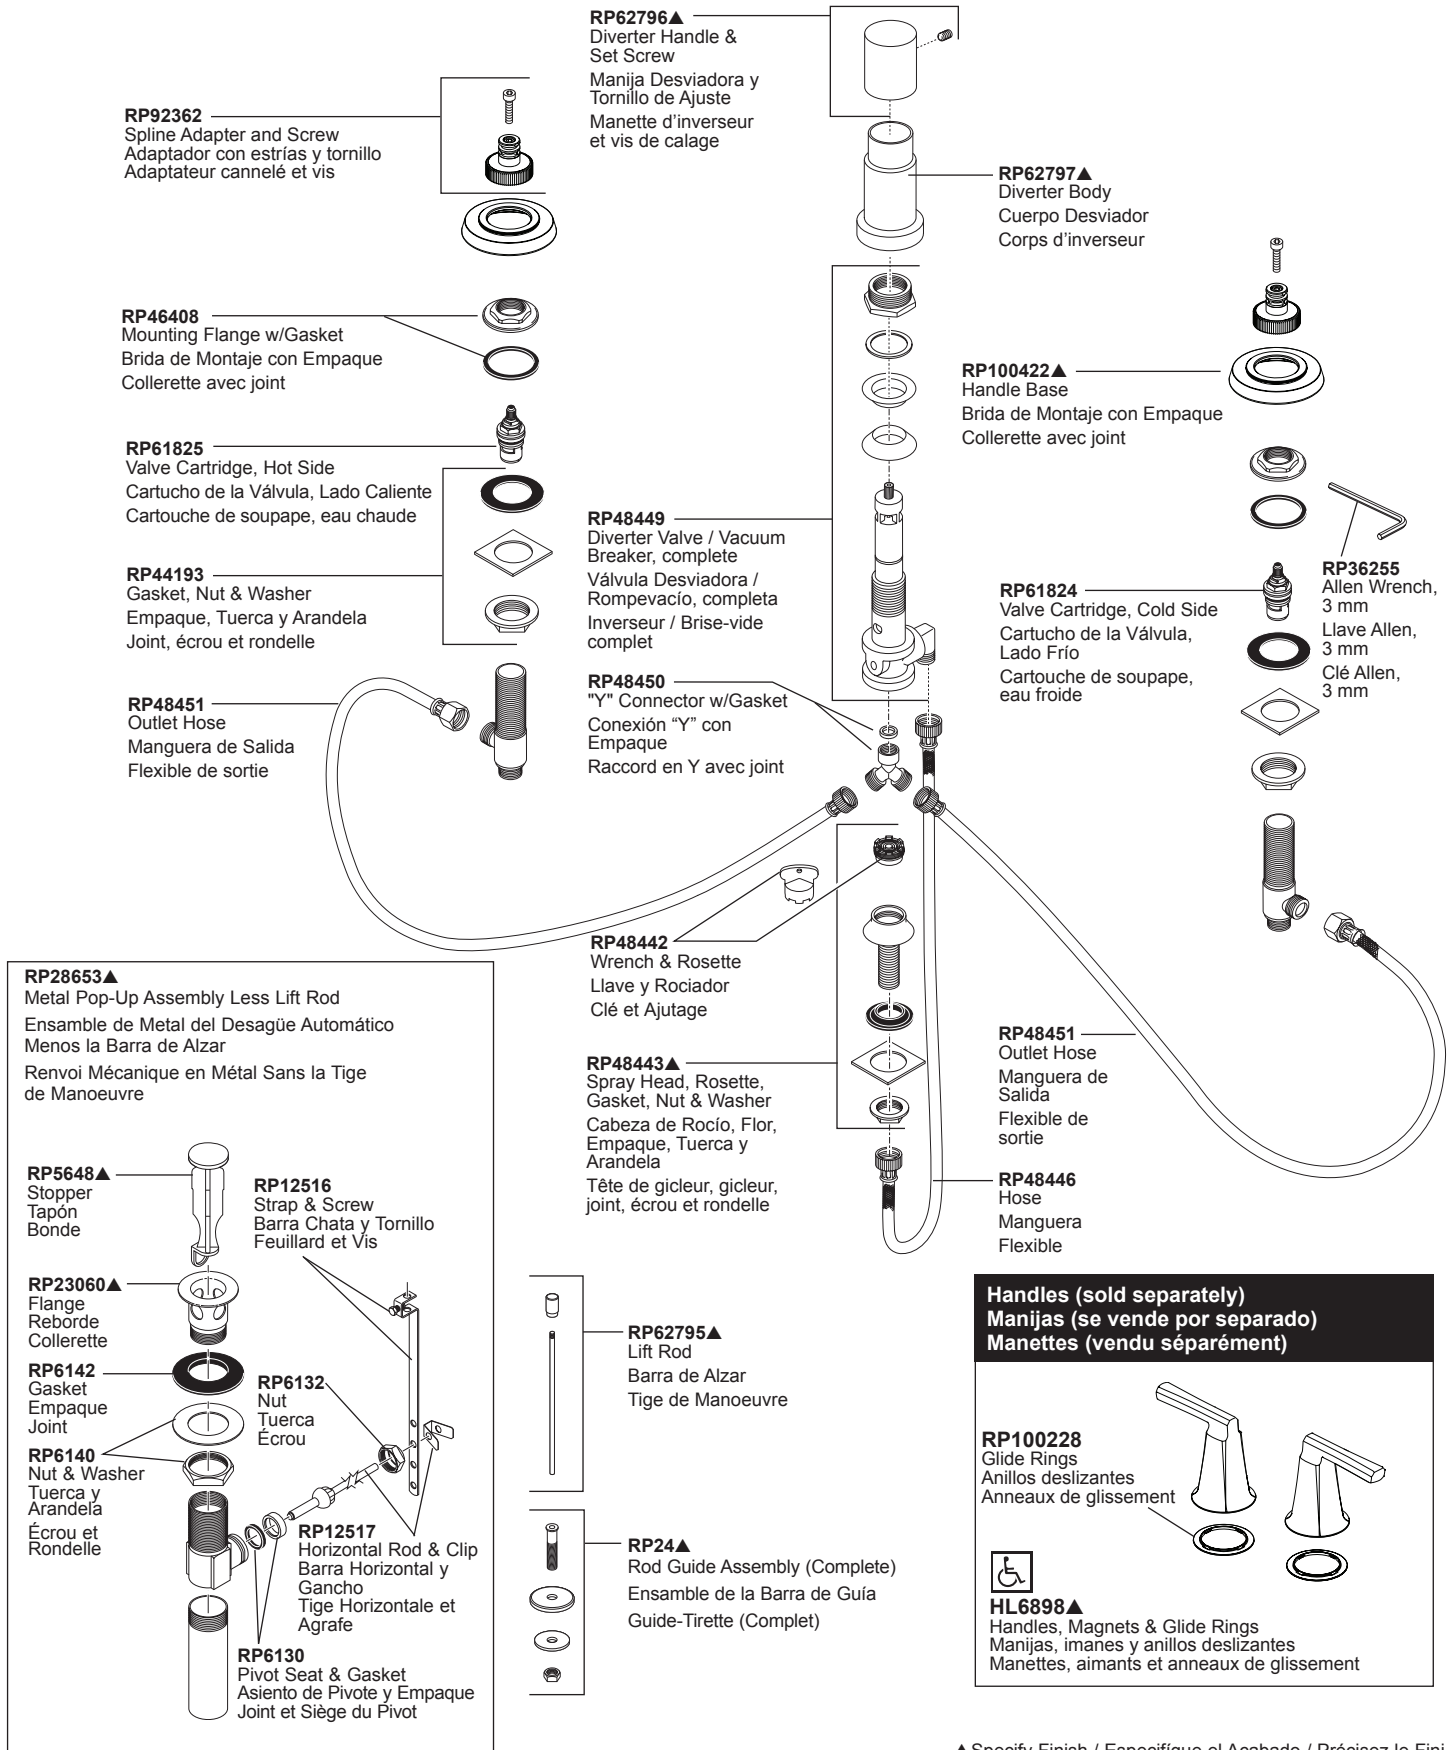 RP62796▲
Diverter Handle &
Set Screw
Manija Desviadora y
Tornillo de Ajuste
Manette d'inverseur
et vis de calage
RP92362
Spline Adapter and Screw
Adaptador con estrías y tornillo
Adaptateur cannelé et vis
RP62797▲
Diverter Body
Cuerpo Desviador
Corps d'inverseur
RP46408
Mounting Flange w/Gasket
Brida de Montaje con Empaque
Collerette avec joint
RP100422▲
Handle Base
Brida de Montaje con Empaque
Collerette avec joint
RP61825
Valve Cartridge, Hot Side
Cartucho de la Válvula, Lado Caliente
Cartouche de soupape, eau chaude
RP44193
Gasket, Nut & Washer
Empaque, Tuerca y Arandela
Joint, écrou et rondelle
RP48449
Diverter Valve / Vacuum
Breaker, complete
Válvula Desviadora /
Rompevacío, completa
Inverseur / Brise-vide
complet
RP36255
Allen Wrench,
3 mm
Llave Allen,
3 mm
Clé Allen,
3 mm
RP61824
Valve Cartridge, Cold Side
Cartucho de la Válvula,
Lado Frío
Cartouche de soupape,
eau froide
RP48451
Outlet Hose
Manguera de Salida
Flexible de sortie
RP48450
"Y" Connector w/Gasket
Conexión “Y” con
Empaque
Raccord en Y avec joint
RP48442
Wrench & Rosette
Llave y Rociador
Clé et Ajutage
RP48443▲
Spray Head, Rosette,
Gasket, Nut & Washer
Cabeza de Rocío, Flor,
Empaque, Tuerca y
Arandela
Tête de gicleur, gicleur,
joint, écrou et rondelle
RP48451
Outlet Hose
Manguera de
Salida
Flexible de
sortie
RP48446
Hose
Manguera
Flexible
RP28653▲
Metal Pop-Up Assembly Less Lift Rod
Ensamble de Metal del Desagüe Automático
Menos la Barra de Alzar
Renvoi Mécanique en Métal Sans la Tige
de Manoeuvre
RP5648▲
Stopper
Tapón
Bonde
RP12516
Strap & Screw
Barra Chata y Tornillo
Feuillard et Vis
RP23060▲
Flange
Reborde
Collerette
RP6142
Gasket
Empaque
Joint
RP6132
Nut
Tuerca
Écrou
RP6140
Nut & Washer
Tuerca y
Arandela
Écrou et
Rondelle
RP12517
Horizontal Rod & Clip
Barra Horizontal y
Gancho
Tige Horizontale et
Agrafe
RP6130
Pivot Seat & Gasket
Asiento de Pivote y Empaque
Joint et Siège du Pivot
RP62795▲
Lift Rod
Barra de Alzar
Tige de Manoeuvre
RP24▲
Rod Guide Assembly (Complete)
Ensamble de la Barra de Guía
Guide-Tirette (Complet)
Handles (sold separately)
Manijas (se vende por separado)
Manettes (vendu séparément)
RP100228
Glide Rings
Anillos deslizantes
Anneaux de glissement
HL6898▲
Handles, Magnets & Glide Rings
Manijas, imanes y anillos deslizantes
Manettes, aimants et anneaux de glissement
▲Specify Finish / Especifíque el Acabado / Précisez le Fini